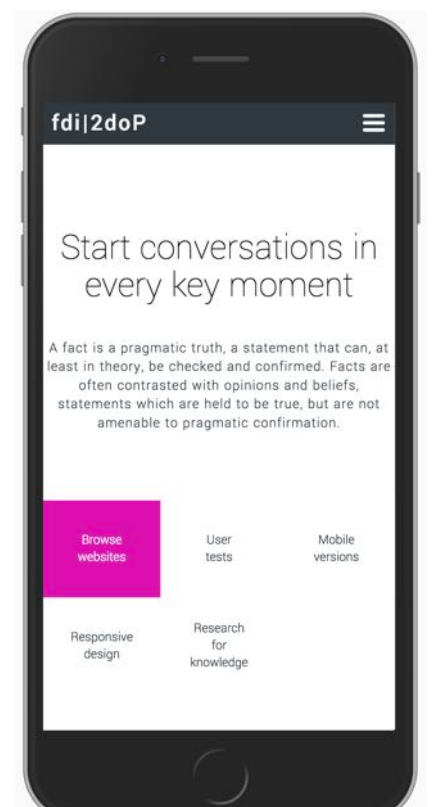 fdi|2doP
Start conversations in
every key moment
A fact is a pragmatic truth, a statement that can, at
least in theory, be checked and confirmed. Facts are
often contrasted with opinions and beliefs,
statements which are held to be true, but are not
amenable to pragmatic confirmation.
Browse
websites
User
tests
Mobile
versions
Responsive
design
Research
for
knowledge